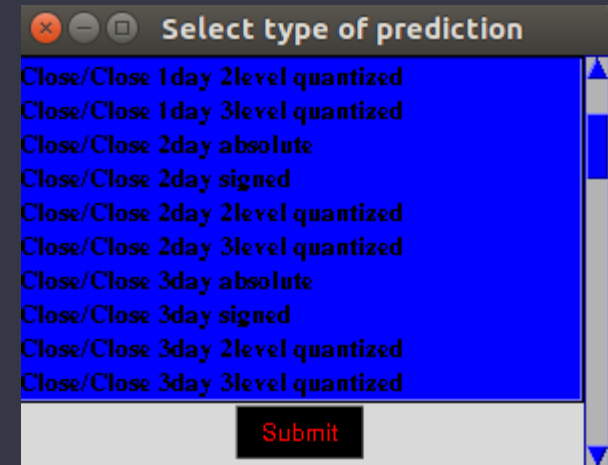 Select type of prediction
Close/Close 1day 2level quantized
Close/Close 1day 3level quantized
Close/Close 2day absolute
Close/Close 2day signed
Close/Close 2day 2level quantized
Close/Close 2day 3level quantized
Close/Close 3day absolute
Close/Close 3day signed
Close/Close 3day 2level quantized
Close/Close 3day 3level quantized
Submit